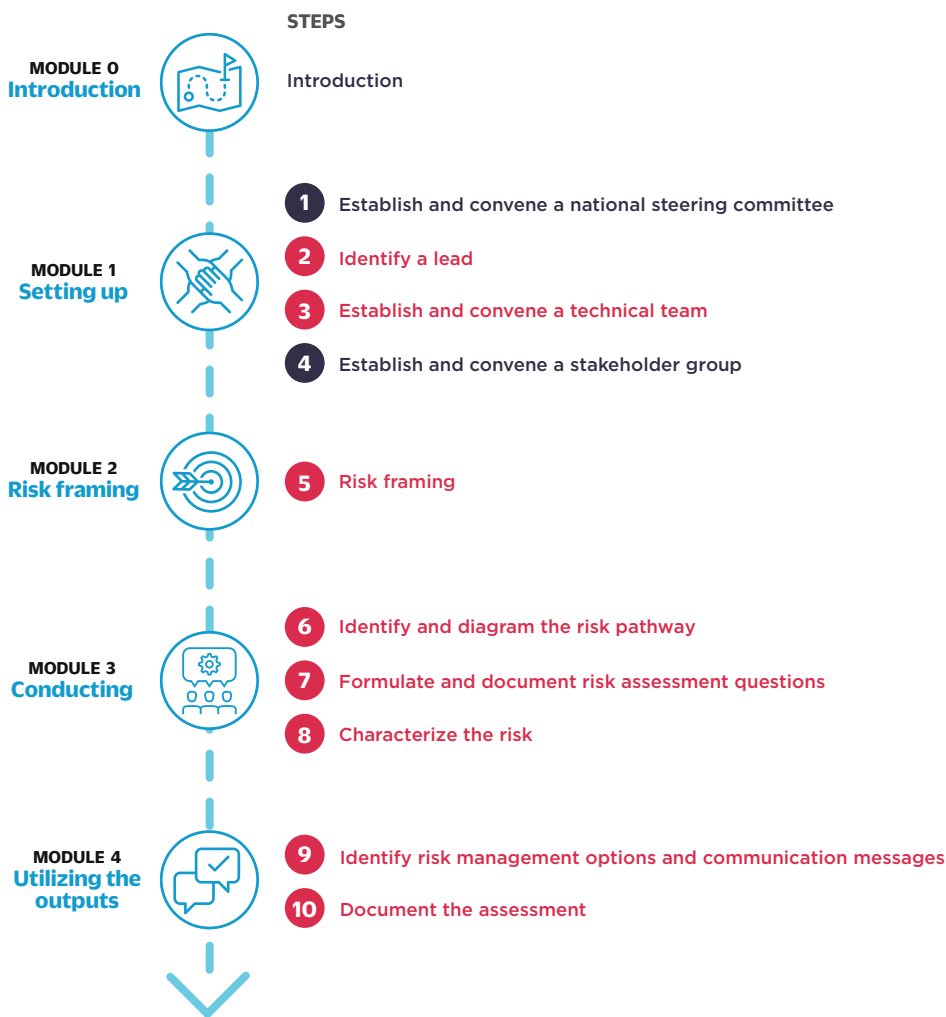 STEPS
MODULE 0
Introduction
Introduction
MODULE 1
Setting up
1 Establish and convene a national steering committee
2 Identify a lead
3 Establish and convene a technical team
4 Establish and convene a stakeholder group
MODULE 2
Risk framing
5 Risk framing
MODULE 3
Conducting
6 Identify and diagram the risk pathway
7 Formulate and document risk assessment questions
8 Characterize the risk
MODULE 4
Utilizing the
outputs
9 Identify risk management options and communication messages
10 Document the assessment